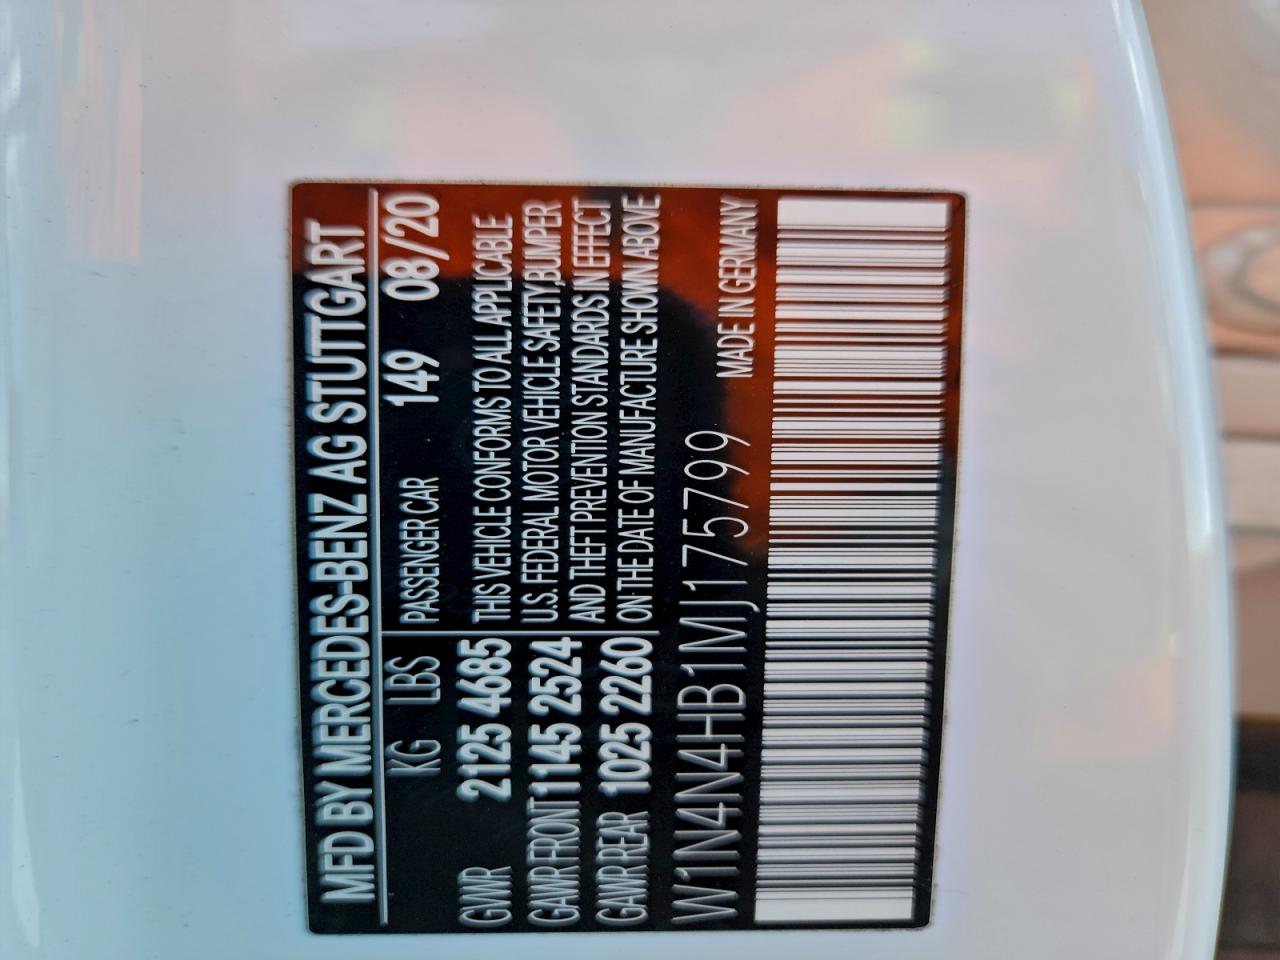 MFD BY MERCEDES-BENZ AG STUTTGART
KG LBS PASSENGER CAR 149 08/20
GWR 2125 4685 THIS VEHICLE CONFORMS TO ALL APPLICABLE
GAWR FRONT 1145 2524 U.S. FEDERAL MOTOR VEHICLE SAFETY,BUMPER
GAWR REAR 1025 2260 AND THEFT PREVENTION STANDARDS IN EFFECT
ON THE DATE OF MANUFACTURE SHOWN ABOVE
W1N4N4HB1MJ175799 MADE IN GERMANY